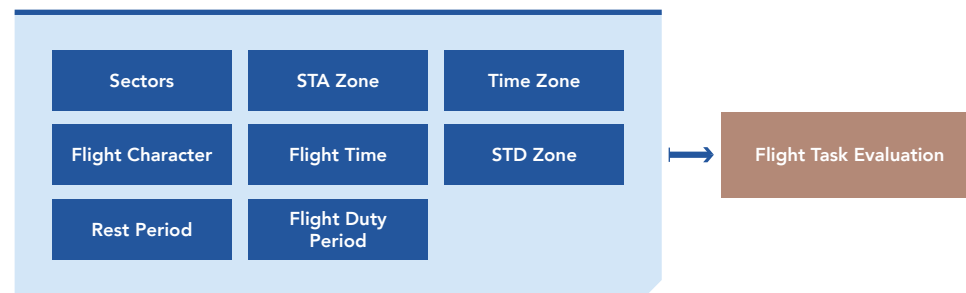 Sectors
STA Zone
Time Zone
Flight Character
Flight Time
STD Zone
Flight Task Evaluation
Rest Period
Flight Duty
Period